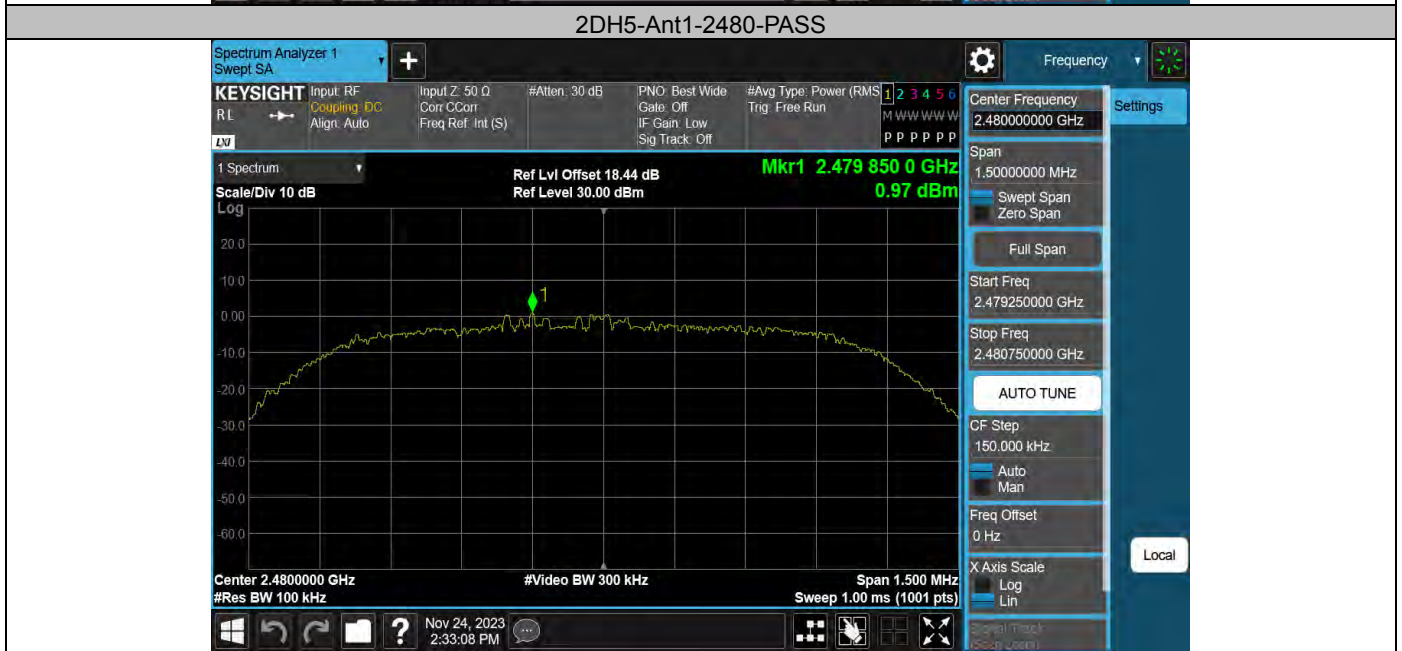 2DH5-Ant1-2480-PASS
Spectrum Analyzer 1
Swept SA
Frequency
KEYSIGHT
RL
LXI
Input: RF
Coupling: DC
Align: Auto
Input Z: 50 Ω
Corr CCorr
Freq Ref: Int (S)
#Atten: 30 dB
PNO: Best Wide
Gate: Off
IF Gain: Low
Sig Track: Off
#Avg Type: Power (RMS
Trig: Free Run
1 2 3 4 5 6
M W W W W W
P P P P P P
1 Spectrum
Scale/Div 10 dB
Log
Ref Lvl Offset 18.44 dB
Ref Level 30.00 dBm
Mkr1 2.479 850 0 GHz
0.97 dBm
20.0
10.0
0.00
-10.0
-20.0
-30.0
-40.0
-50.0
-60.0
1
Center 2.4800000 GHz
#Res BW 100 kHz
#Video BW 300 kHz
Span 1.500 MHz
Sweep 1.00 ms (1001 pts)
Center Frequency
2.480000000 GHz
Settings
Span
1.50000000 MHz
Swept Span
Zero Span
Full Span
Start Freq
2.479250000 GHz
Stop Freq
2.480750000 GHz
AUTO TUNE
CF Step
150.000 kHz
Auto
Man
Freq Offset
0 Hz
X Axis Scale
Log
Lin
Local
Signal Track
(Span Zoom)
?
Nov 24, 2023
2:33:08 PM